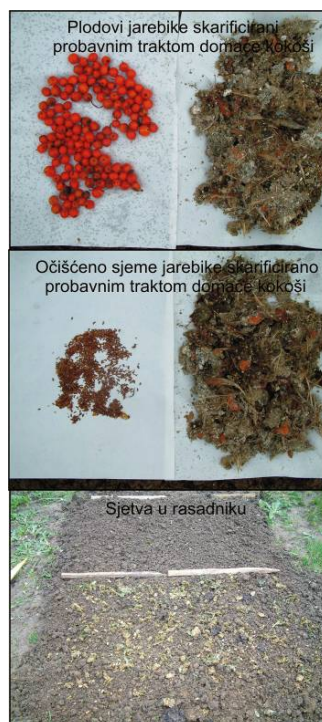 Plodovi jarebike skarificirani
probavnim traktom domaće kokoši
Očišćeno sjeme jarebike skarificirano
probavnim traktom domaće kokoši
Sjetva u rasadniku